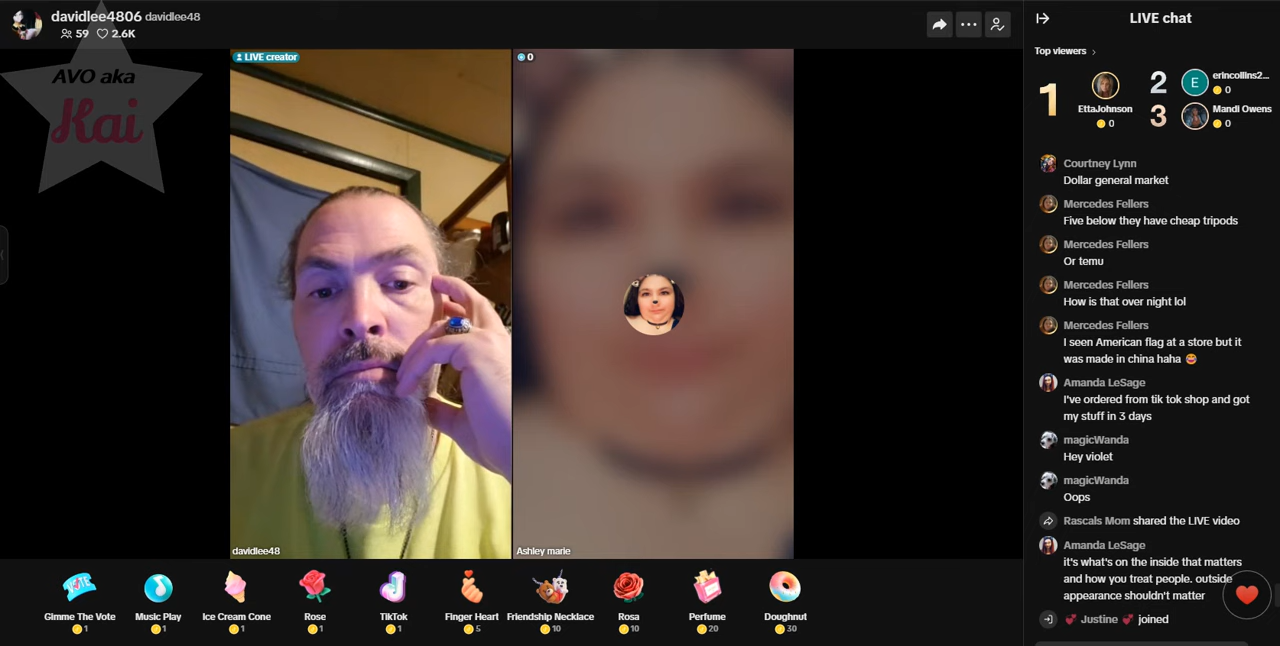 davidlee4806 davidlee48
59 2.6K
AVO aka
Kai
LIVE creator
0
davidlee48
Ashley marie
Gimme The Vote
1
Music Play
1
Ice Cream Cone
1
Rose
1
TikTok
1
Finger Heart
5
Friendship Necklace
10
Rosa
10
Perfume
20
Doughnut
30
LIVE chat
Top viewers
1
EttaJohnson
0
2
E
erincollins2...
0
3
Mandi Owens
0
Courtney Lynn
Dollar general market
Mercedes Fellers
Five below they have cheap tripods
Mercedes Fellers
Or temu
Mercedes Fellers
How is that over night lol
Mercedes Fellers
I seen American flag at a store but it
was made in china haha 🤩
Amanda LeSage
I've ordered from tik tok shop and got
my stuff in 3 days
magicWanda
Hey violet
magicWanda
Oops
Rascals Mom shared the LIVE video
Amanda LeSage
it's what's on the inside that matters
and how you treat people. outside
appearance shouldn't matter
💕 Justine 💕 joined